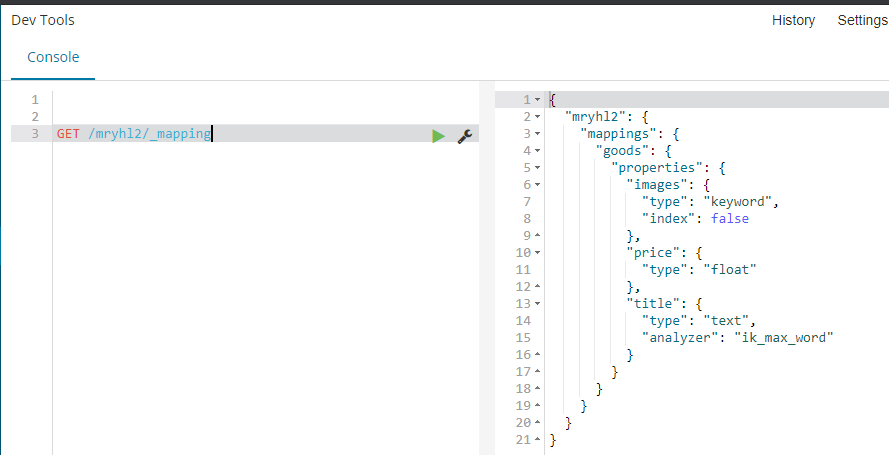 Dev Tools
History Settings
Console
1
2
3 GET /mryhl2/_mapping
1 {
2 "mryhl2": {
3 "mappings": {
4 "goods": {
5 "properties": {
6 "images": {
7 "type": "keyword",
8 "index": false
9 },
10 "price": {
11 "type": "float"
12 },
13 "title": {
14 "type": "text",
15 "analyzer": "ik_max_word"
16 }
17 }
18 }
19 }
20 }
21 }